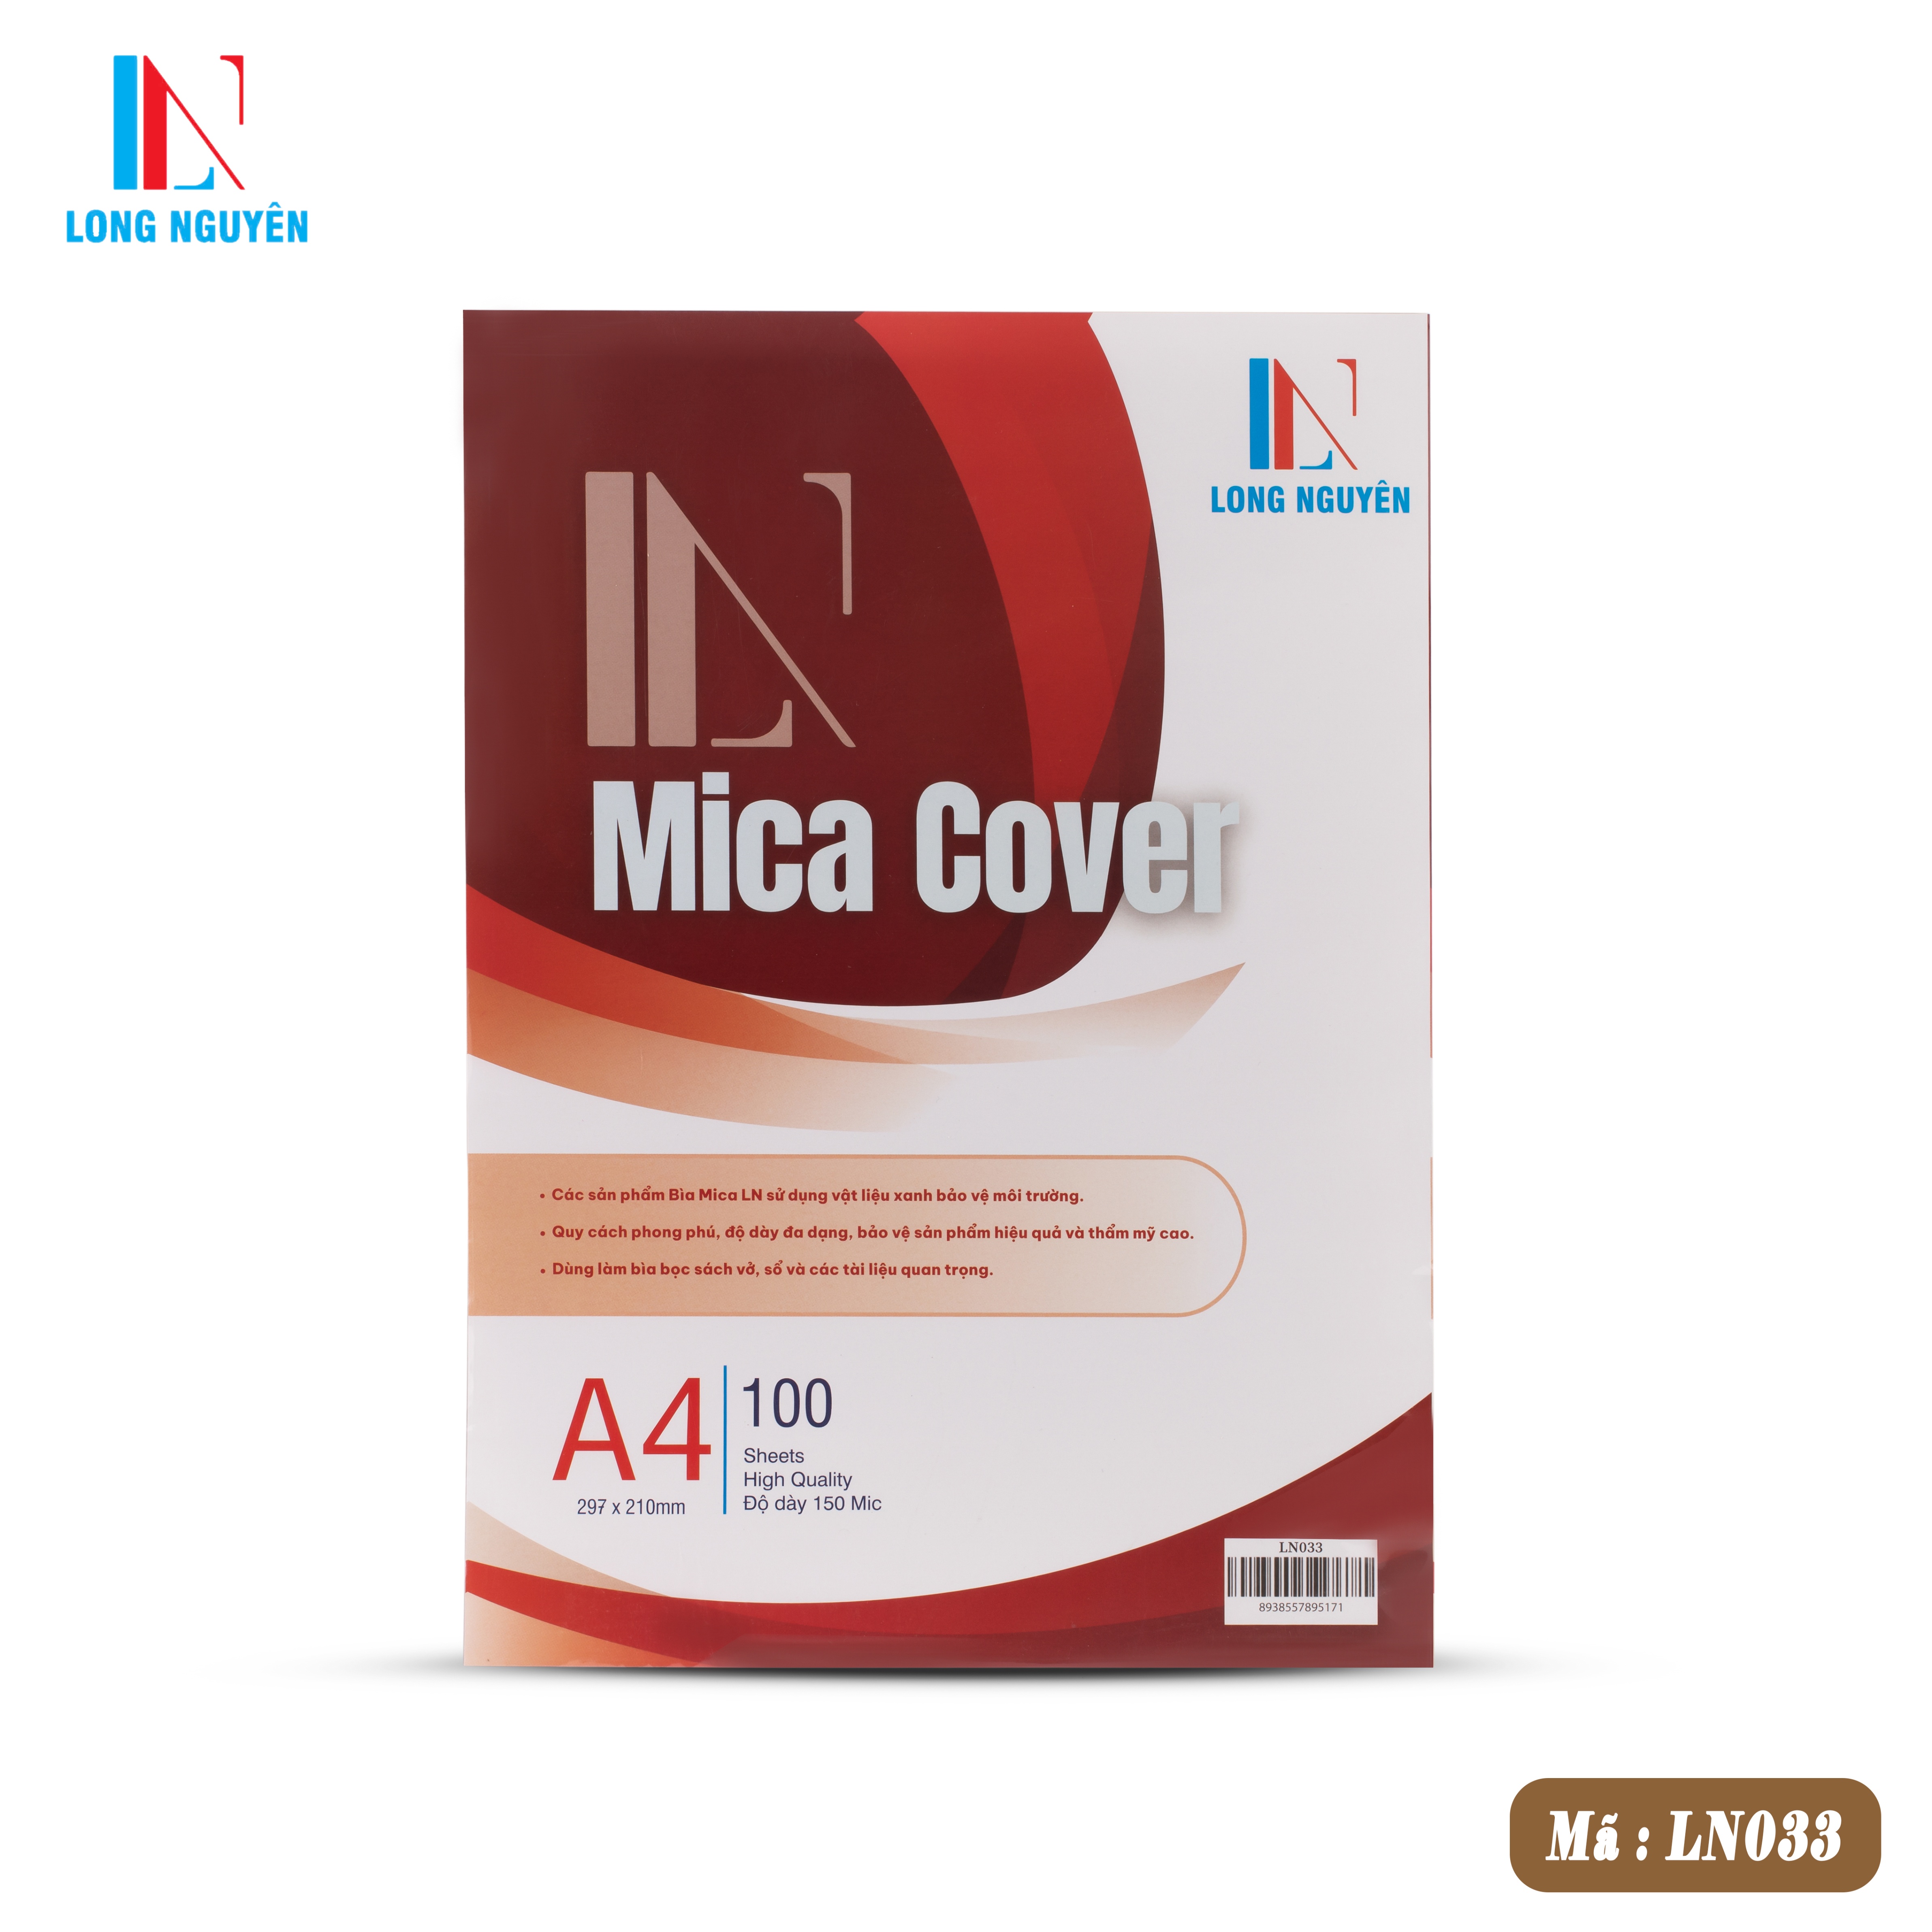 LONG NGUYÊN
LONG NGUYÊN
Mica Cover
• Các sản phẩm Bìa Mica LN sử dụng vật liệu xanh bảo vệ môi trường.
• Quy cách phong phú, độ dày đa dạng, bảo vệ sản phẩm hiệu quả và thẩm mỹ cao.
• Dùng làm bìa bọc sách vở, sổ và các tài liệu quan trọng.
A4
297 x 210mm
100
Sheets
High Quality
Độ dày 150 Mic
LN033
8938557895171
Mã : LN033